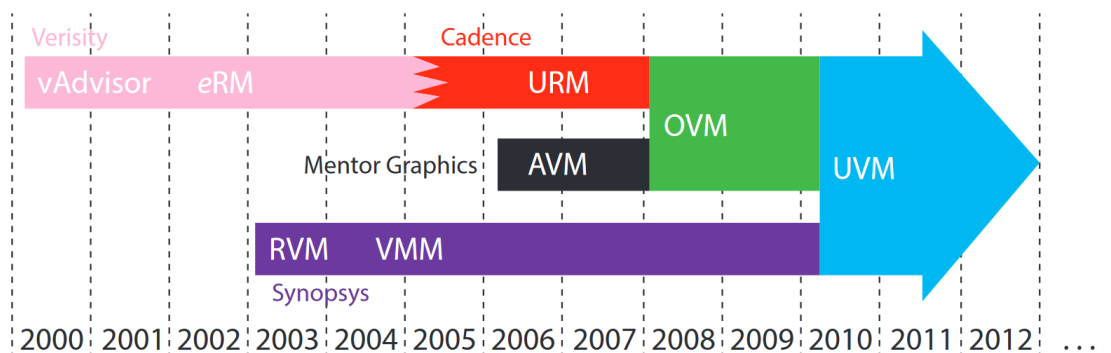 Verisity Cadence
vAdvisor eRM URM
OVM
Mentor Graphics AVM
UVM
RVM VMM
Synopsys
2000 2001 2002 2003 2004 2005 2006 2007 2008 2009 2010 2011 2012 ...